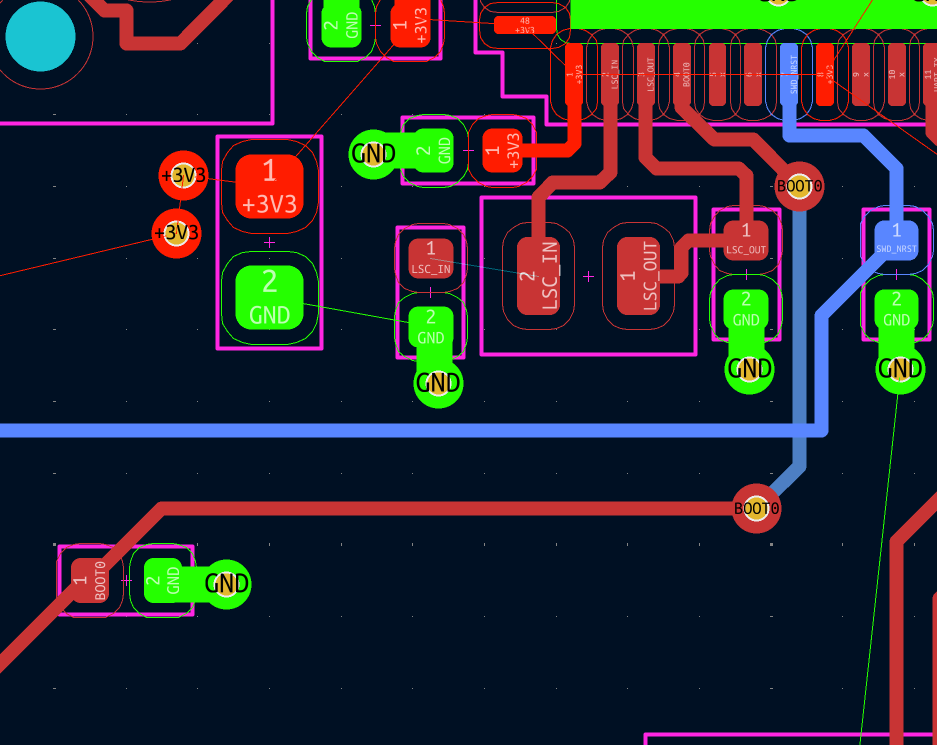 2
GND
1
+3V3
48
+3V3
1
+3V3
2
LSC_IN
3
LSC_OUT
4
BOOT0
5
x
6
x
7
SWD_NRST
8
+3V3
9
x
10
x
11
GND
2
GND
1
+3V3
+3V3
1
+3V3
BOOT0
+3V3
2
GND
1
LSC_IN
2
LSC_IN
1
LSC_OUT
1
LSC_OUT
1
SWD_NRST
2
GND
2
GND
2
GND
GND
GND
GND
BOOT0
1
BOOT0
2
GND
GND